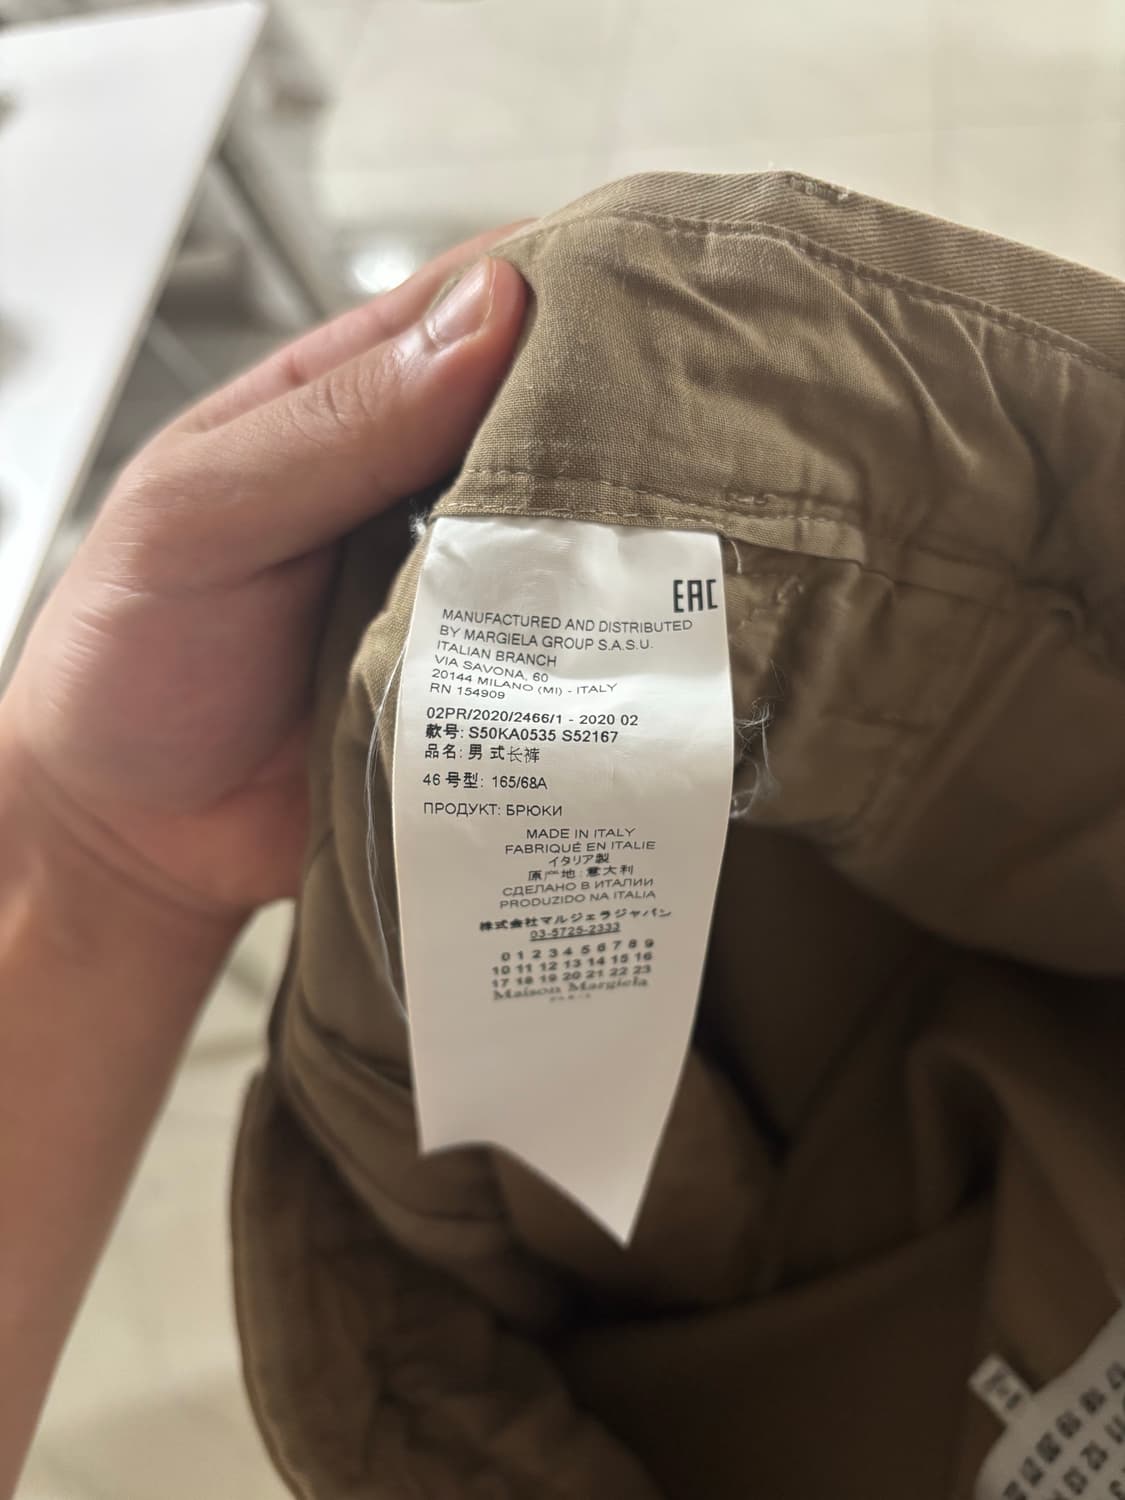 EAC
MANUFACTURED AND DISTRIBUTED
BY MARGIELA GROUP S.A.S.U.
ITALIAN BRANCH
VIA SAVONA, 60
20144 MILANO (MI) - ITALY
RN 154909
02PR/2020/2466/1 - 2020 02
款号: S50KA0535 S52167
品名: 男 式长裤
46 号型: 165/68A
ПРОДУКТ: БРЮКИ
MADE IN ITALY
FABRIQUÉ EN ITALIE
イタリア製
原产地: 意大利
СДЕЛАНО В ИТАЛИИ
PRODUZIDO NA ITALIA
株式会社マルジェラジャパン
03-5725-2333
0 1 2 3 4 5 6 7 8 9
10 11 12 13 14 15 16
17 18 19 20 21 22 23
Maison Margiela